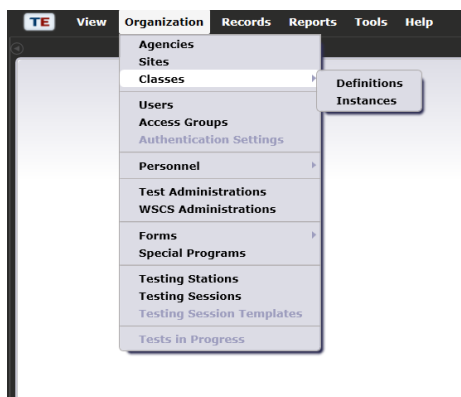 TE View Organization Records Reports Tools Help
Agencies
Sites
Classes
Definitions
Instances
Users
Access Groups
Authentication Settings
Personnel
Test Administrations
WSCS Administrations
Forms
Special Programs
Testing Stations
Testing Sessions
Testing Session Templates
Tests in Progress